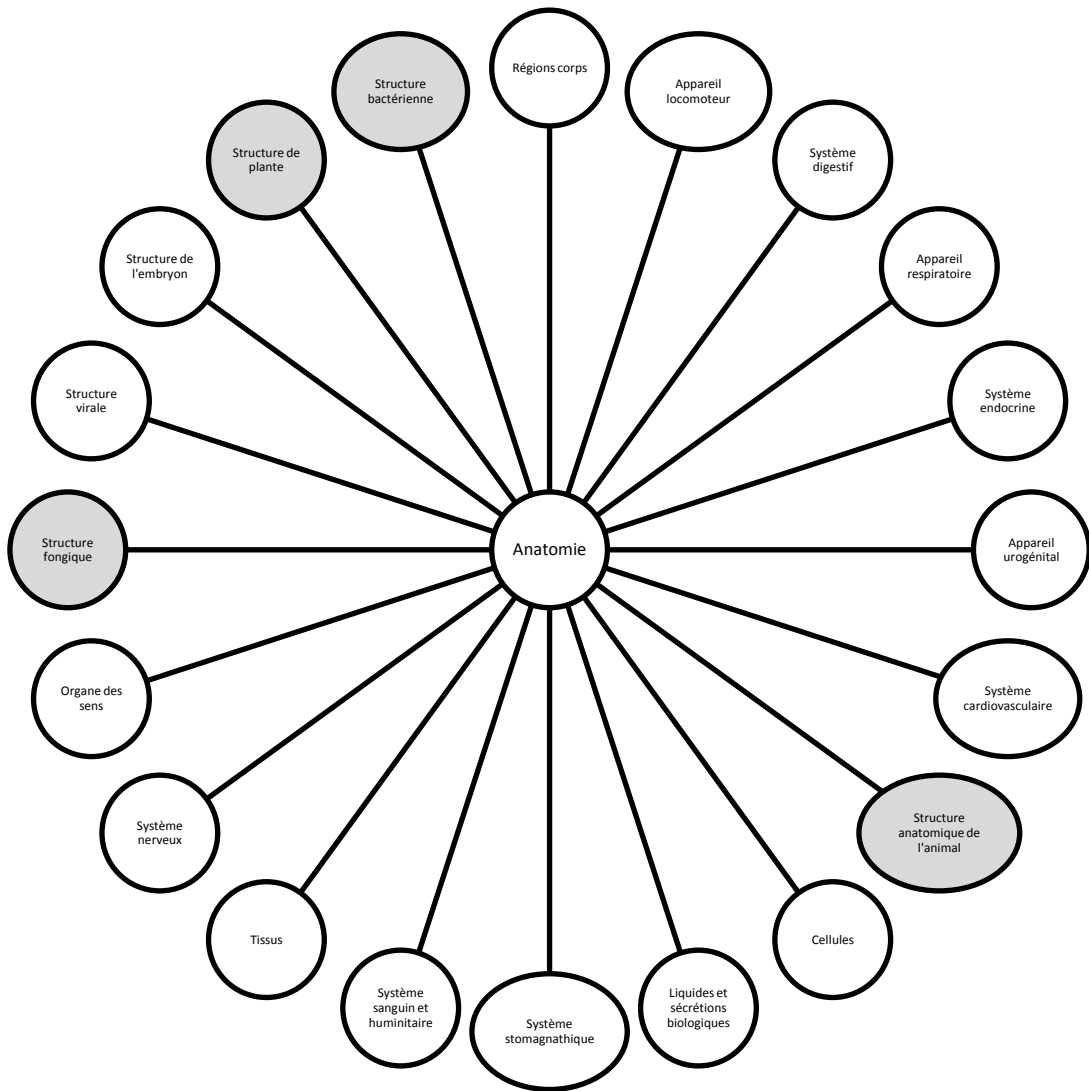 Régions corps
Appareil
locomoteur
Système
digestif
Appareil
respiratoire
Système
endocrine
Appareil
urogénital
Système
cardiovasculaire
Structure
anatomique de
l'animal
Cellules
Liquides et
sécrétions
biologiques
Système
stomagnathique
Système
sanguin et
huminitaire
Tissus
Système
nerveux
Organe des
sens
Structure
fongique
Structure
virale
Structure de
l'embryon
Structure de
plante
Structure
bactérienne
Anatomie